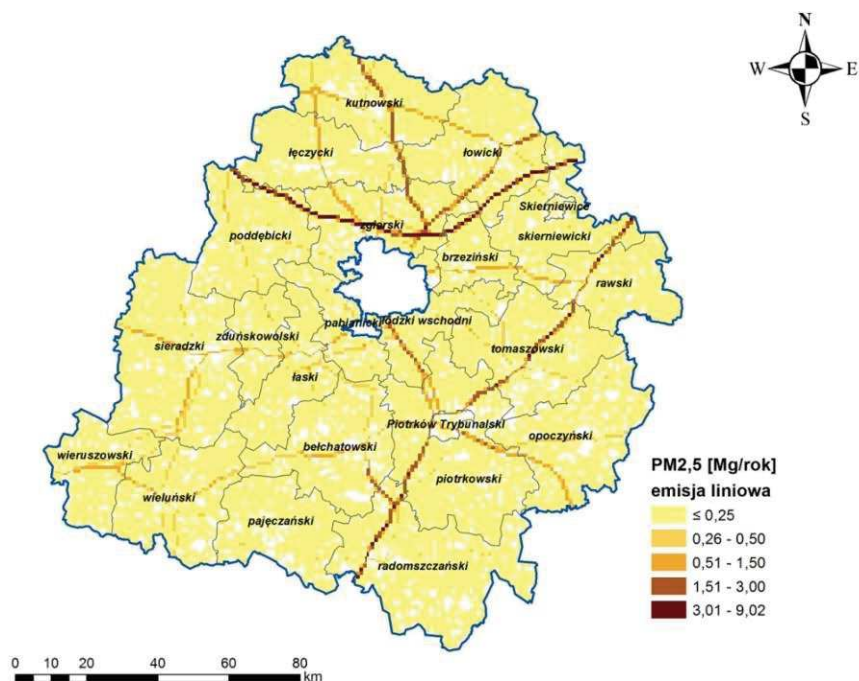 N
W E
S
kutnowski
łęczycki
łowicki
Skierniewice
zgierski
skierniewicki
poddębicki
brzeziński
rawski
pabianicki
łódzki wschodni
zduńskowolski
sieradzki
tomaszowski
łaski
Piotrków Trybunalski
opoczyński
bełchatowski
wieruszowski
piotrkowski
wieluński
pajęczański
radomszczański
PM2,5 [Mg/rok]
emisja liniowa
≤ 0,25
0,26 - 0,50
0,51 - 1,50
1,51 - 3,00
3,01 - 9,02
0 10 20 40 60 80
km